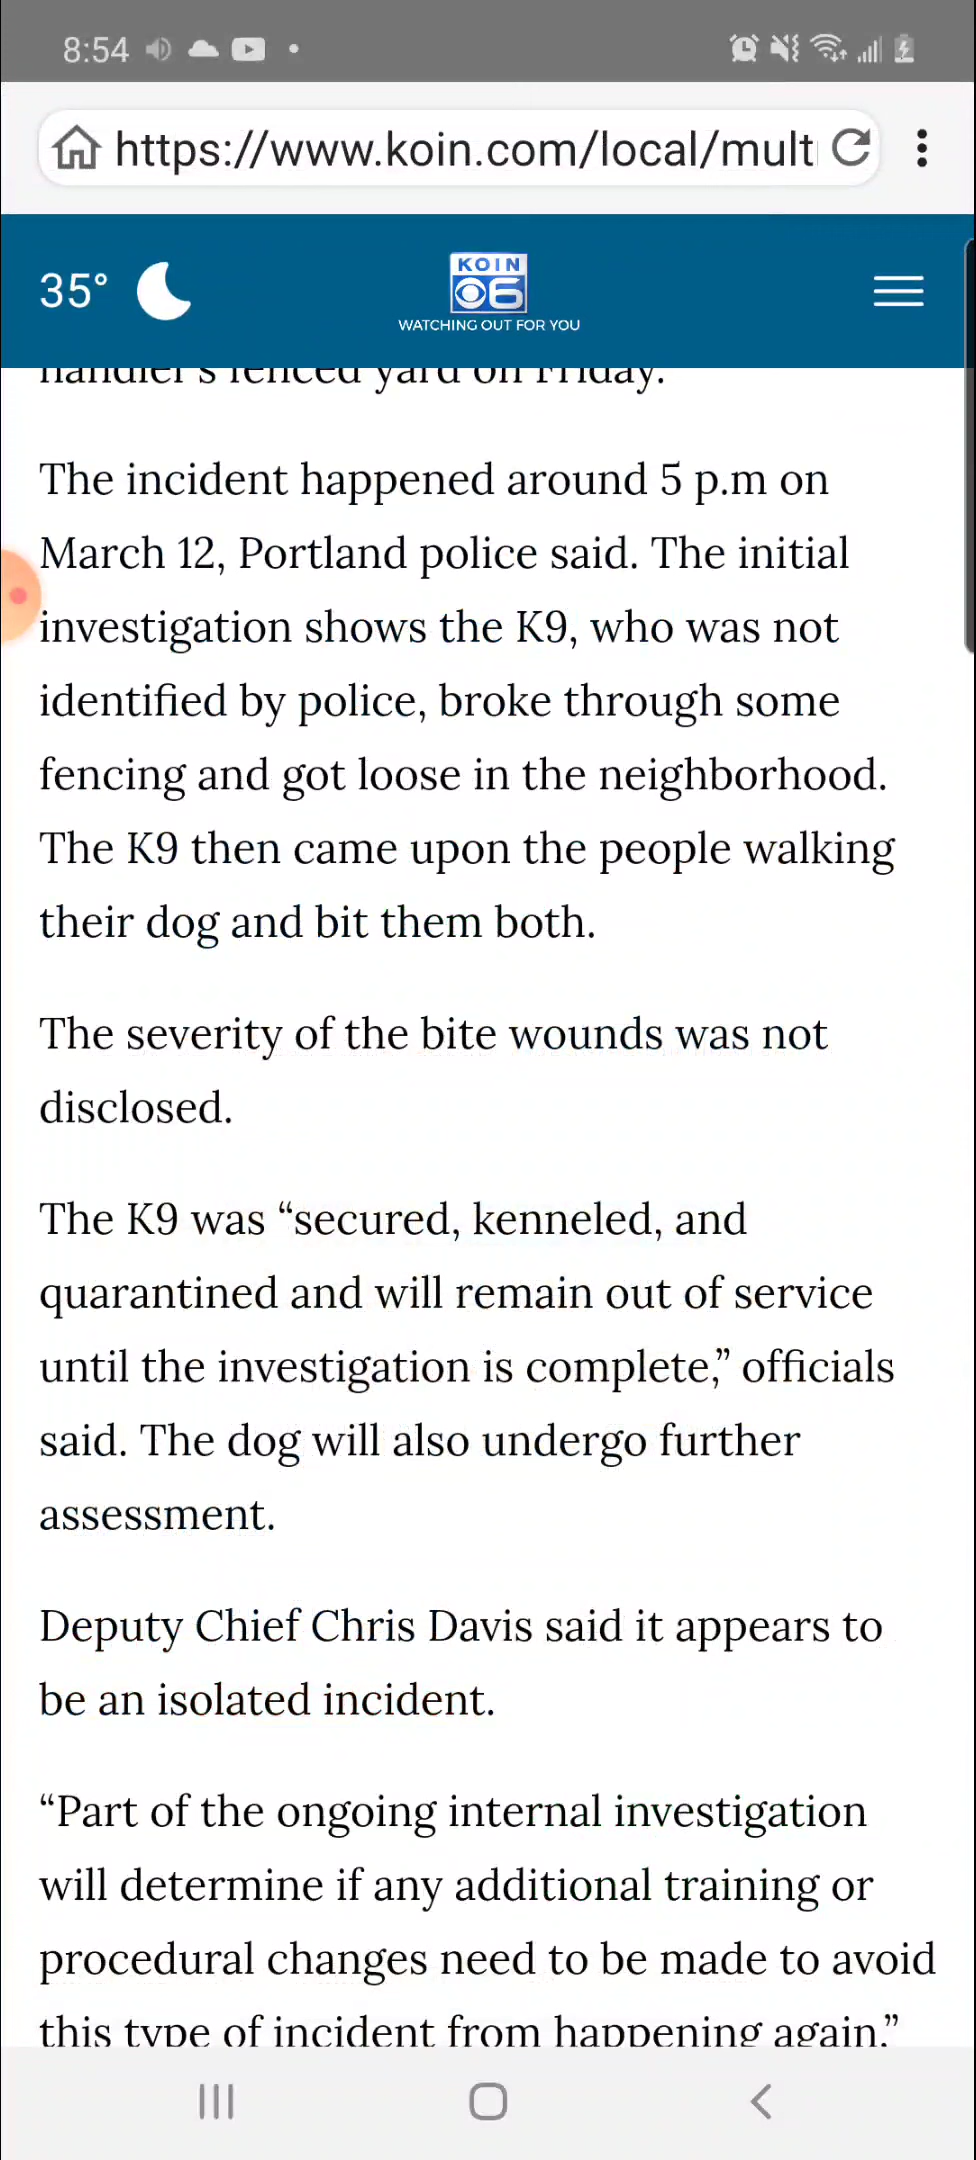 8:54
https://www.koin.com/local/mult
35°
KOIN
6
WATCHING OUT FOR YOU
handler's fenced yard on Friday.
The incident happened around 5 p.m on
March 12, Portland police said. The initial
investigation shows the K9, who was not
identified by police, broke through some
fencing and got loose in the neighborhood.
The K9 then came upon the people walking
their dog and bit them both.
The severity of the bite wounds was not
disclosed.
The K9 was “secured, kenneled, and
quarantined and will remain out of service
until the investigation is complete,” officials
said. The dog will also undergo further
assessment.
Deputy Chief Chris Davis said it appears to
be an isolated incident.
“Part of the ongoing internal investigation
will determine if any additional training or
procedural changes need to be made to avoid
this type of incident from happening again.”